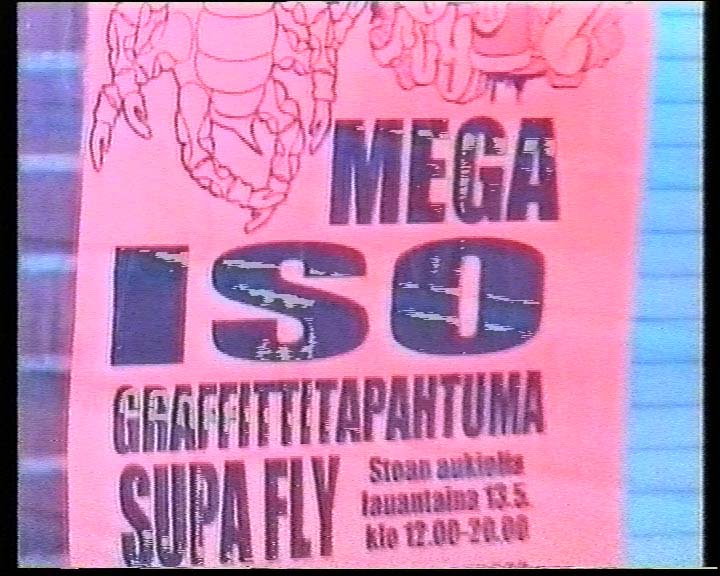 MEGA
ISO
GRAFFITTITAPAHTUMA
SUPA FLY
Stoan aukiolla
lauantaina 13.5.
klo 12.00-20.00